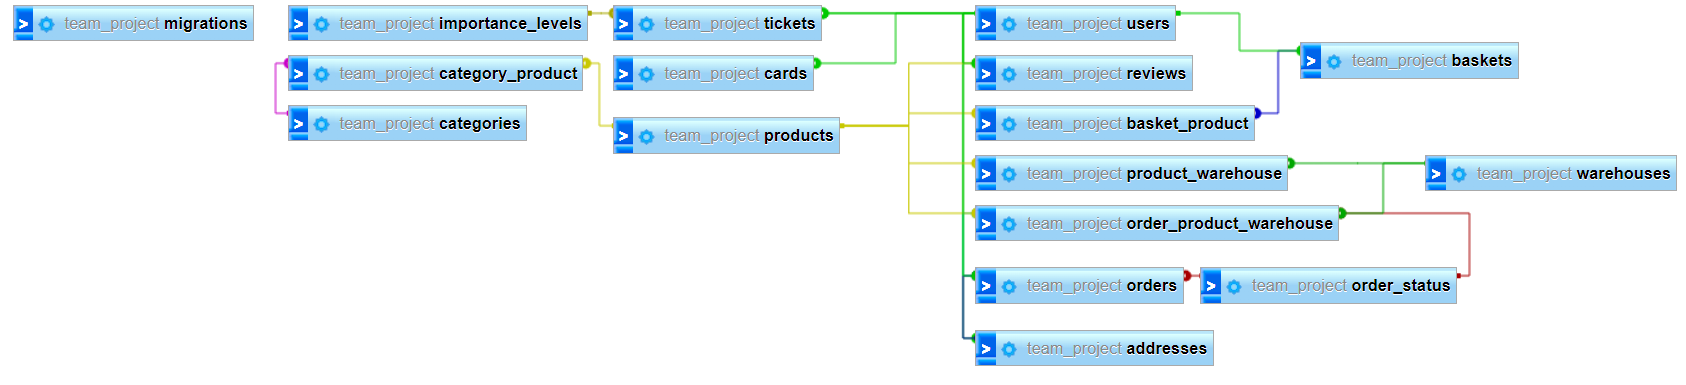 team_project migrations
team_project importance_levels
team_project tickets
team_project users
team_project baskets
team_project category_product
team_project cards
team_project reviews
team_project categories
team_project products
team_project basket_product
team_project product_warehouse
team_project warehouses
team_project order_product_warehouse
team_project orders
team_project order_status
team_project addresses